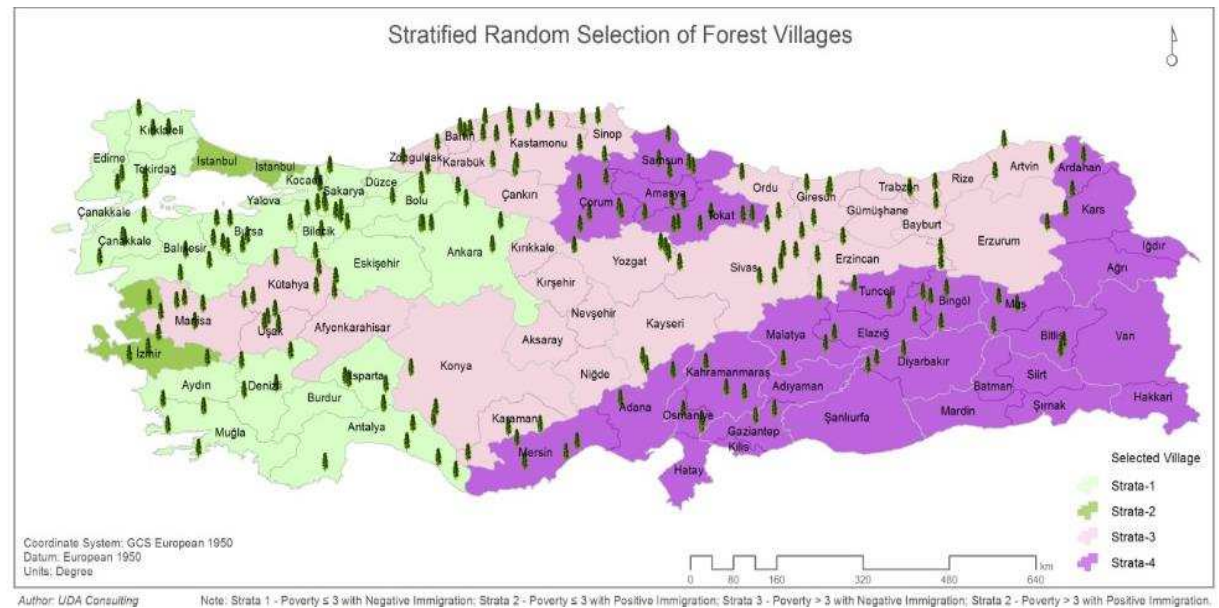 Stratified Random Selection of Forest Villages
Kırklareli
Edirne
Tekirdağ
İstanbul
İstanbul
Kocaeli
Yalova
Sakarya
Düzce
Bolu
Zonguldak
Bartın
Karabük
Kastamonu
Sinop
Çankırı
Samsun
Amasya
Çorum
Tokat
Ordu
Giresun
Trabzon
Rize
Artvin
Ardahan
Kars
Gümüşhane
Bayburt
Erzurum
Iğdır
Ağrı
Çanakkale
Çanakkale
Balıkesir
Bursa
Bilecik
Eskişehir
Ankara
Kırıkkale
Yozgat
Sivas
Erzincan
Kırşehir
Kütahya
Manisa
Uşak
Afyonkarahisar
Nevşehir
Kayseri
Aksaray
Konya
Niğde
Malatya
Elazığ
Tunceli
Bingöl
Muş
Bitlis
Van
İzmir
Aydın
Denizli
Isparta
Burdur
Antalya
Muğla
Karaman
Mersin
Adana
Kahramanmaraş
Adıyaman
Diyarbakır
Batman
Siirt
Şırnak
Hakkari
Mardin
Şanlıurfa
Osmaniye
Gaziantep
Kilis
Hatay
Selected Village
Strata-1
Strata-2
Strata-3
Strata-4
Coordinate System: GCS European 1950
Datum: European 1950
Units: Degree
0 80 160 320 480 640 km
Author: UDA Consulting
Note: Strata 1 - Poverty ≤ 3 with Negative Immigration; Strata 2 - Poverty ≤ 3 with Positive Immigration; Strata 3 - Poverty > 3 with Negative Immigration; Strata 2 - Poverty > 3 with Positive Immigration.